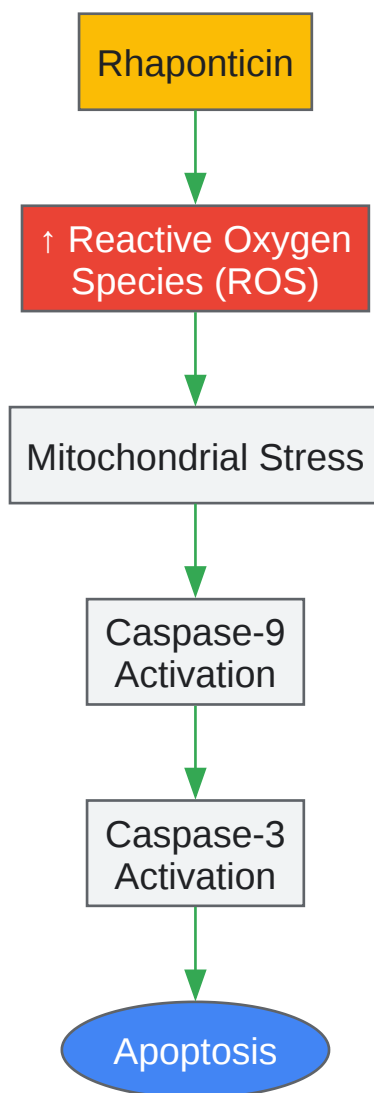 Rhaponticin
↑ Reactive Oxygen
Species (ROS)
Mitochondrial Stress
Caspase-9
Activation
Caspase-3
Activation
Apoptosis